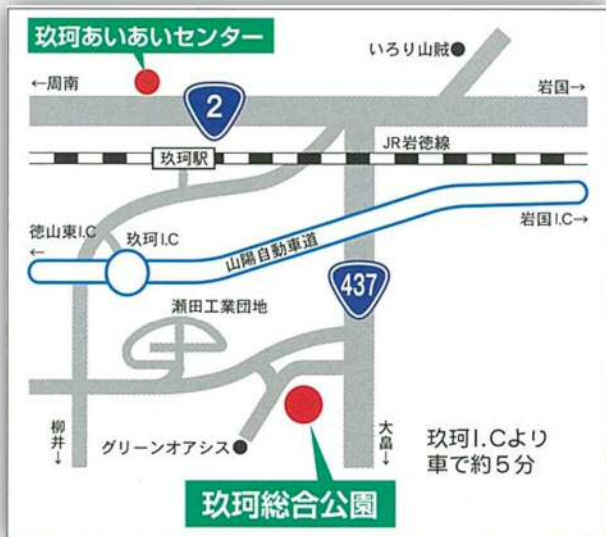 玖珂あいあいセンター
いろり山賊
←周南
2
岩国→
JR岩徳線
玖珂駅
徳山東I.C
←
玖珂I.C
山陽自動車道
岩国I.C→
437
瀬田工業団地
柳井
↓
グリーンオアシス
大畠
↓
玖珂I.Cより
車で約5分
玖珂総合公園